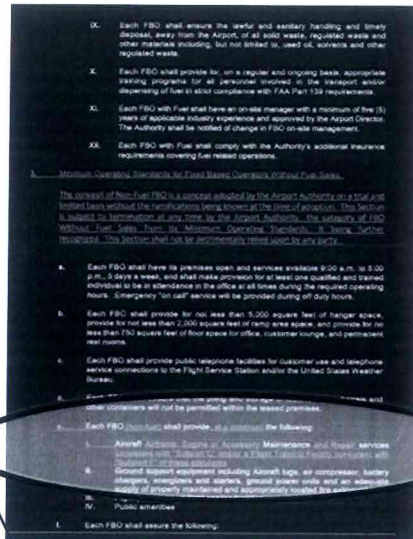 IX. Each FBO shall ensure the lawful and sanitary handling and timely
disposal, away from the Airport, of all solid waste, regulated waste and
other materials including, but not limited to, used oil, solvents and other
regulated waste.
X. Each FBO shall provide for, on a regular and ongoing basis, appropriate
training programs for all personnel involved in the transport and/or
dispensing of fuel in strict compliance with FAA Part 139 requirements.
XI. Each FBO with Fuel shall have an on-site manager with a minimum of five (5)
years of applicable industry experience and approved by the Airport Director.
The Authority shall be notified of change in FBO on-site management.
XII. Each FBO with Fuel shall comply with the Authority's additional insurance
requirements covering fuel related operations.
3. Minimum Operating Standards for Fixed Based Operators Without Fuel Sales.
The concept of Non-Fuel FBO is a concept adopted by the Airport Authority on a trial and
limited basis without the ramifications being known at the time of adoption. This Section
is subject to termination at any time by the Airport Authority, the category of FBO
Without Fuel Sales from its Minimum Operating Standards. It being further
recognized. This Section shall not be detrimentally relied upon by any party.
a. Each FBO shall have its premises open and services available 9:00 a.m. to 5:00
p.m., 5 days a week, and shall make provision for at least one qualified and trained
individual to be in attendance in the office at all times during the required operating
hours. Emergency "on call" service will be provided during off duty hours.
b. Each FBO shall provide for not less than 5,000 square feet of hangar space,
provide for not less than 2,000 square feet of ramp area space, and provide for no
less than 750 square feet of floor space for office, customer lounge, and permanent
rest rooms.
c. Each FBO shall provide public telephone facilities for customer use and telephone
service connections to the Flight Service Station and/or the United States Weather
Bureau.
d. Each FBO
other containers will not be permitted within the leased premises.
e. Each FBO (non-fuel) shall provide, at a minimum the following:
I. Aircraft Airframe, Engine or Accessory Maintenance and Repair services
consistent with "Subpart C" and/or a Flight Training Facility consistent with
of these standards.
II. Ground support equipment including Aircraft tugs, air compressor, battery
chargers, energizers and starters, ground power units and an adequate
supply of properly maintained and appropriately located fire
III.
IV. Public amenities
f. Each FBO shall assure the following: